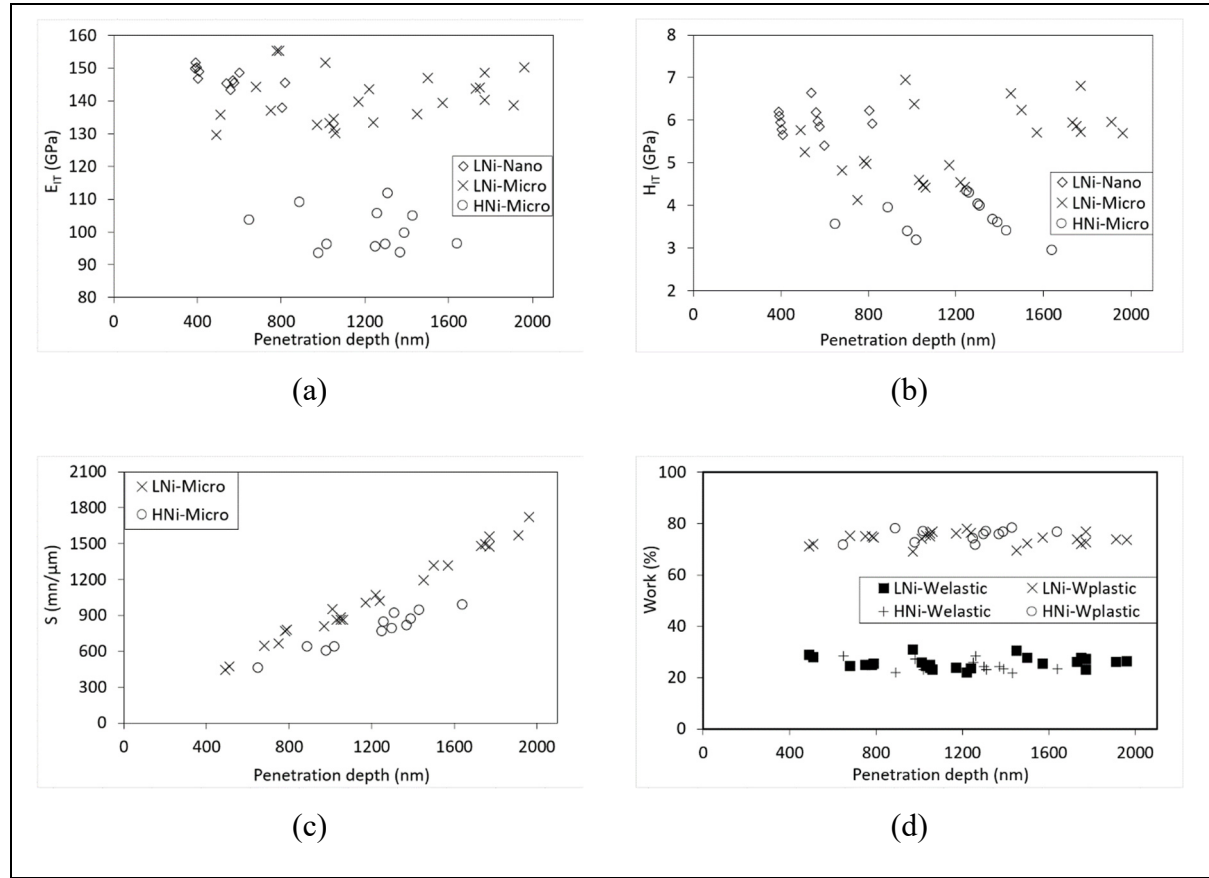 160
150
140
130
120
110
100
90
80
E_IT (GPa)
LNi-Nano
LNi-Micro
HNi-Micro
0 400 800 1200 1600 2000
Penetration depth (nm)
(a)
8
7
6
5
4
3
2
H_IT (GPa)
LNi-Nano
LNi-Micro
HNi-Micro
0 400 800 1200 1600 2000
Penetration depth (nm)
(b)
2100
1800
1500
1200
900
600
300
0
S (mn/μm)
LNi-Micro
HNi-Micro
0 400 800 1200 1600 2000
Penetration depth (nm)
(c)
100
80
60
40
20
0
Work (%)
LNi-Welastic LNi-Wplastic
HNi-Welastic HNi-Wplastic
0 400 800 1200 1600 2000
Penetration depth (nm)
(d)